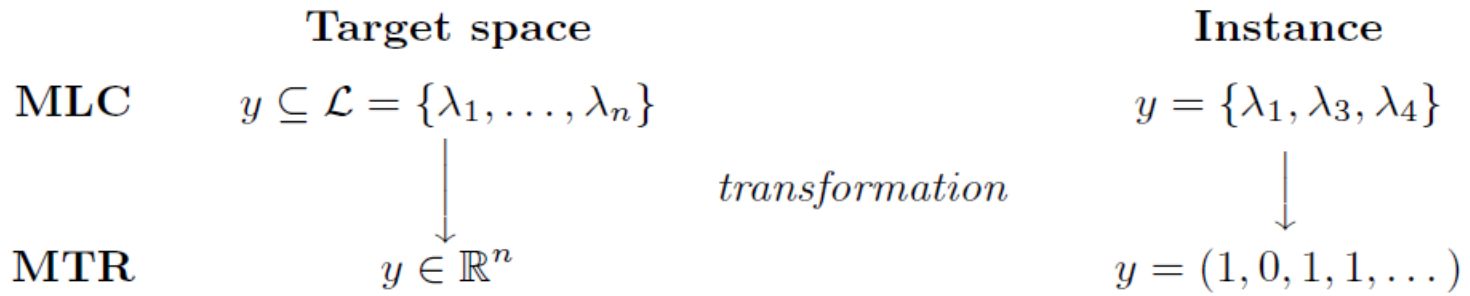 Target space Instance
MLC y ⊆ ℒ = {λ₁, . . . , λₙ} y = {λ₁, λ₃, λ₄}
transformation
MTR y ∈ ℝⁿ y = (1, 0, 1, 1, . . . )